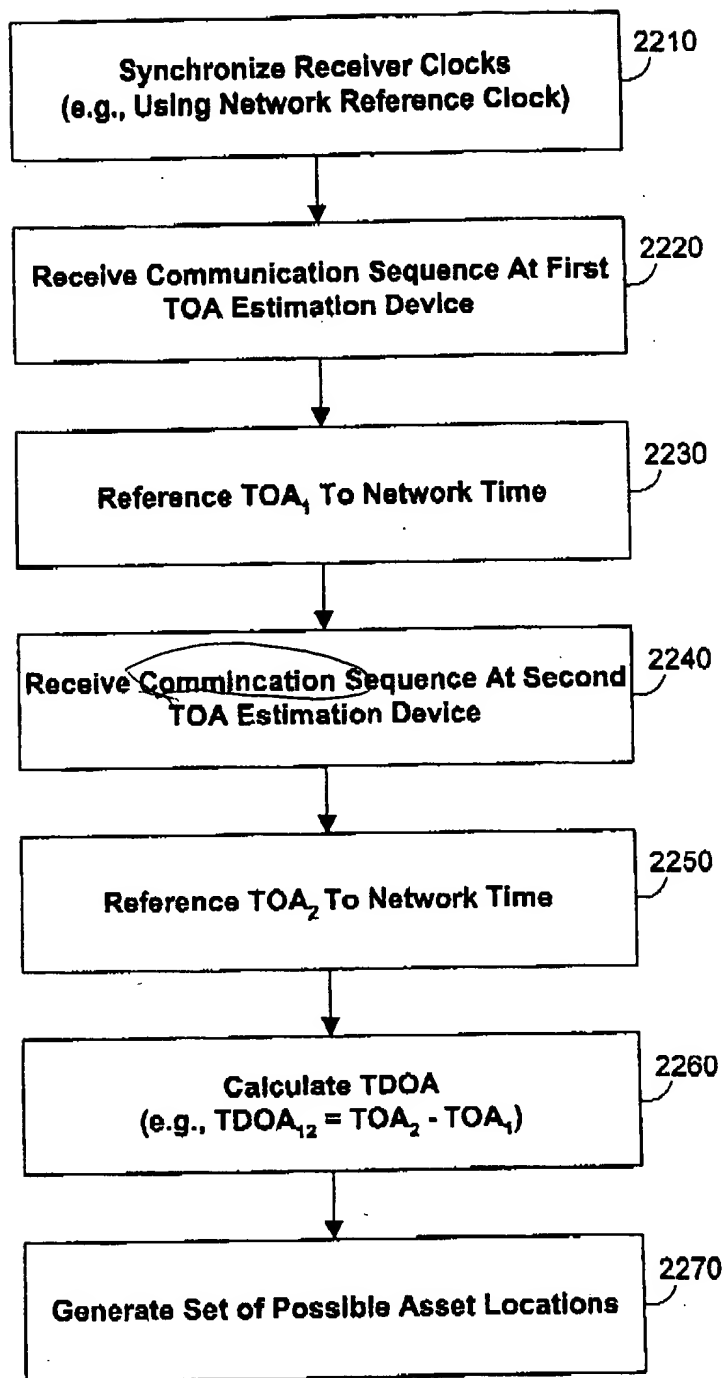 Synchronize Receiver Clocks
(e.g., Using Network Reference Clock)
2210
Receive Communication Sequence At First
TOA Estimation Device
2220
Reference TOA₁ To Network Time
2230
Receive Commincation Sequence At Second
TOA Estimation Device
2240
Reference TOA₂ To Network Time
2250
Calculate TDOA
(e.g., TDOA₁₂ = TOA₂ - TOA₁)
2260
Generate Set of Possible Asset Locations
2270